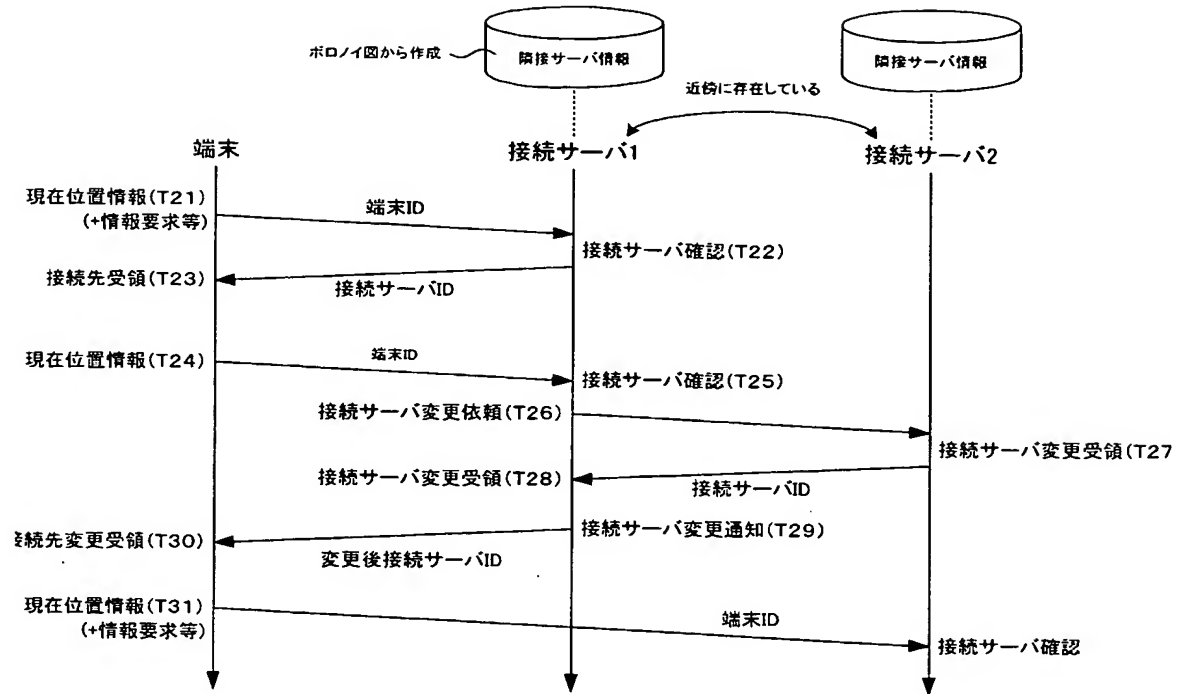 ボロノイ図から作成
隣接サーバ情報
隣接サーバ情報
近傍に存在している
端末
接続サーバ1
接続サーバ2
現在位置情報(T21)
(+情報要求等)
端末ID
接続サーバ確認(T22)
接続先受領(T23)
接続サーバID
現在位置情報(T24)
端末ID
接続サーバ確認(T25)
接続サーバ変更依頼(T26)
接続サーバ変更受領(T27
接続サーバ変更受領(T28)
接続サーバID
接続サーバ変更通知(T29)
接続先変更受領(T30)
変更後接続サーバID
現在位置情報(T31)
(+情報要求等)
端末ID
接続サーバ確認